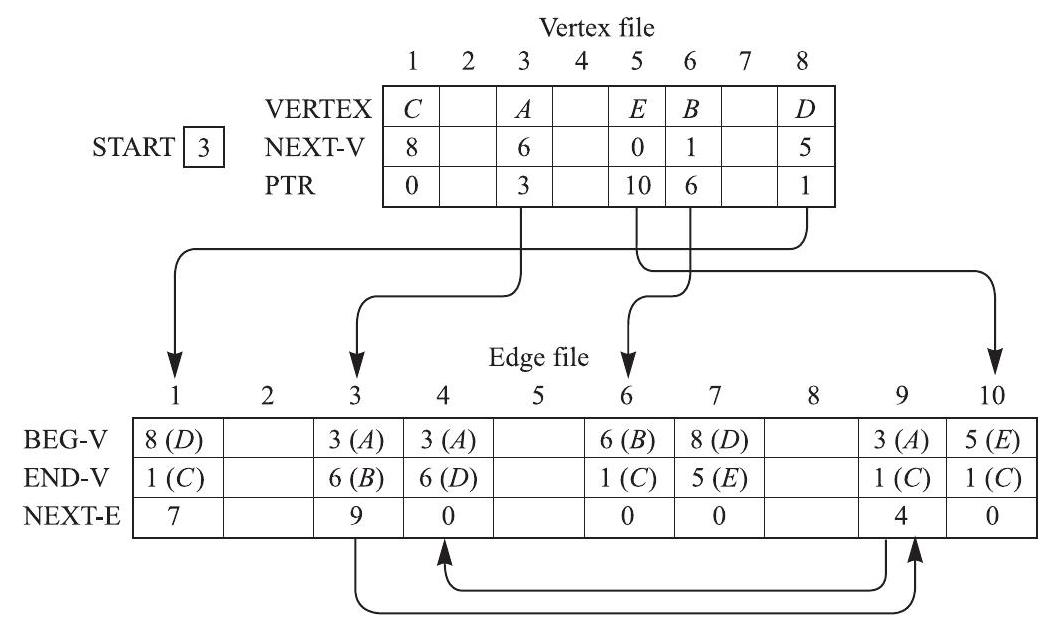 Vertex file
1 2 3 4 5 6 7 8
VERTEX C A E B D
START 3 NEXT-V 8 6 0 1 5
PTR 0 3 10 6 1
Edge file
1 2 3 4 5 6 7 8 9 10
BEG-V 8 (D) 3 (A) 3 (A) 6 (B) 8 (D) 3 (A) 5 (E)
END-V 1 (C) 6 (B) 6 (D) 1 (C) 5 (E) 1 (C) 1 (C)
NEXT-E 7 9 0 0 0 4 0